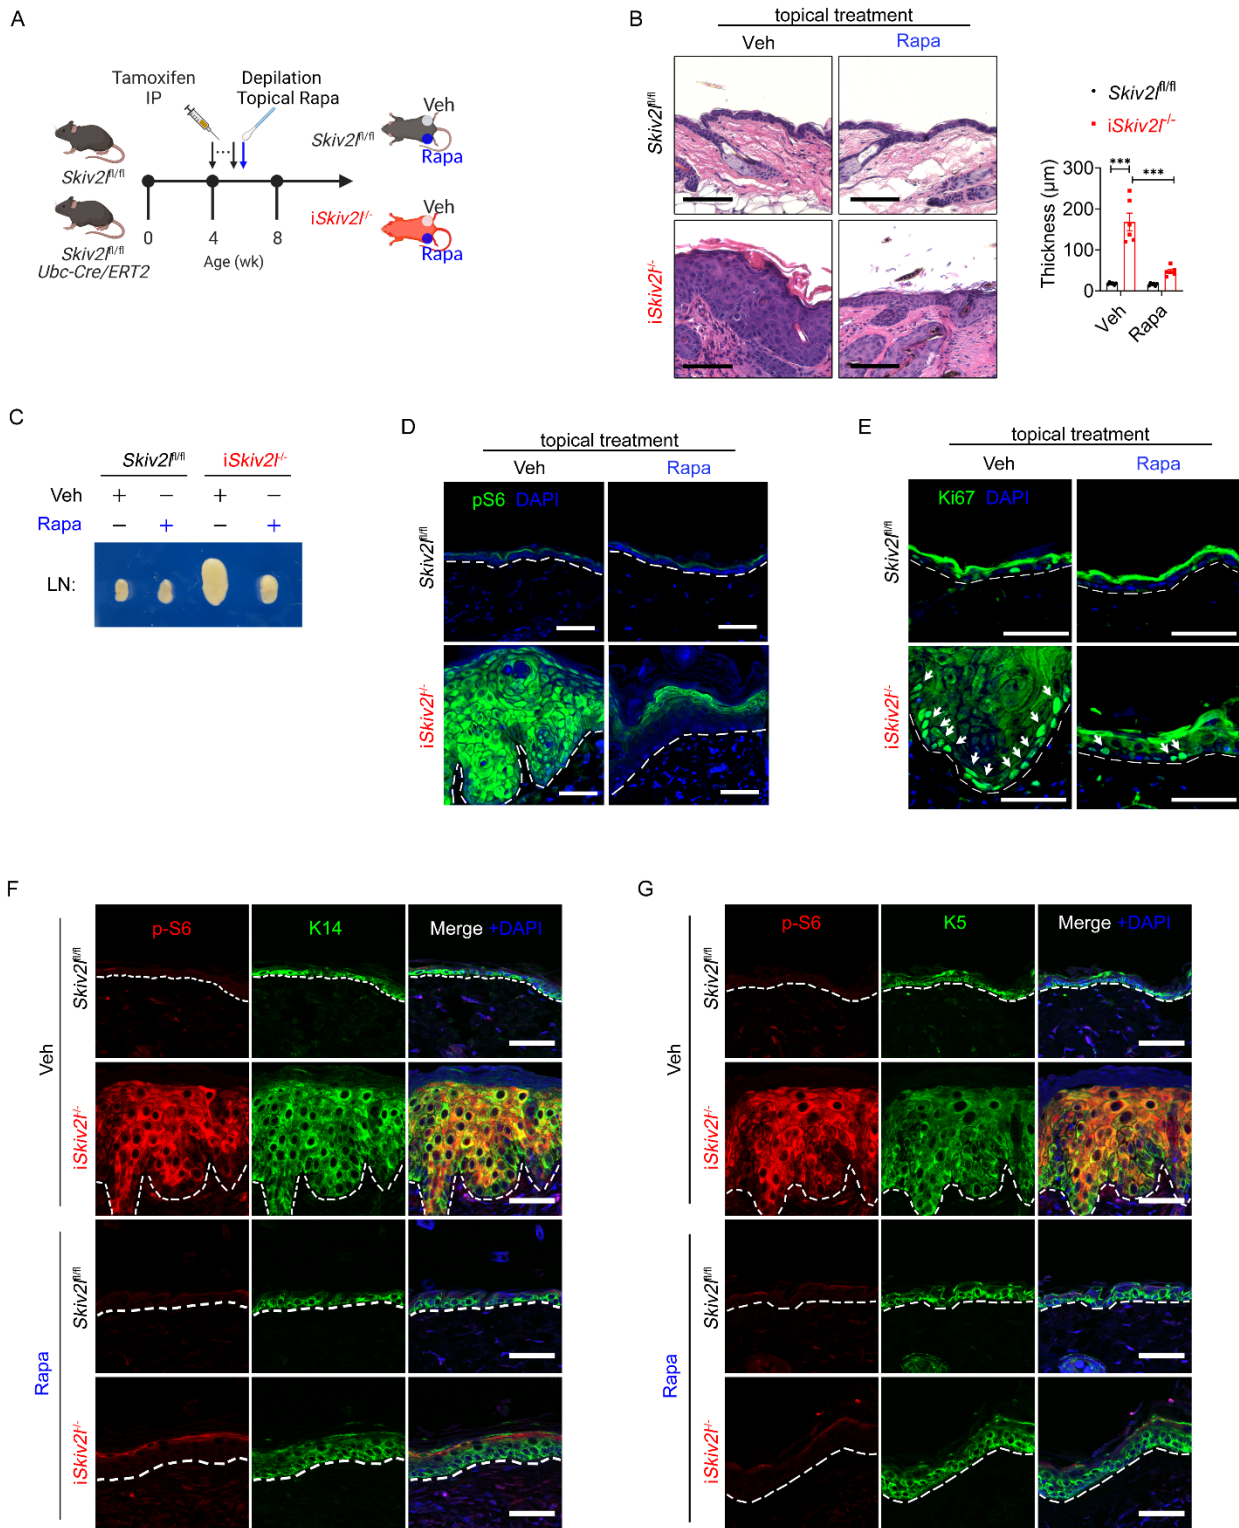 A
Tamoxifen
IP
Depilation
Topical Rapa
Skiv2l^fl/fl
Skiv2l^fl/fl
Ubc-Cre/ERT2
0
4
8
Age (wk)
Skiv2l^fl/fl
Veh
Rapa
iSkiv2l^-/-
Veh
Rapa
B
topical treatment
Veh
Rapa
Skiv2l^fl/fl
iSkiv2l^-/-
Skiv2l^fl/fl
iSkiv2l^-/-
Thickness (µm)
300
200
100
0
***
***
Veh
Rapa
C
Skiv2l^fl/fl
iSkiv2l^-/-
Veh + − + −
Rapa − + − +
LN:
D
topical treatment
Veh
Rapa
pS6 DAPI
Skiv2l^fl/fl
iSkiv2l^-/-
E
topical treatment
Veh
Rapa
Ki67 DAPI
Skiv2l^fl/fl
iSkiv2l^-/-
F
p-S6
K14
Merge +DAPI
Veh
Skiv2l^fl/fl
iSkiv2l^-/-
Rapa
Skiv2l^fl/fl
iSkiv2l^-/-
G
p-S6
K5
Merge +DAPI
Veh
Skiv2l^fl/fl
iSkiv2l^-/-
Rapa
Skiv2l^fl/fl
iSkiv2l^-/-